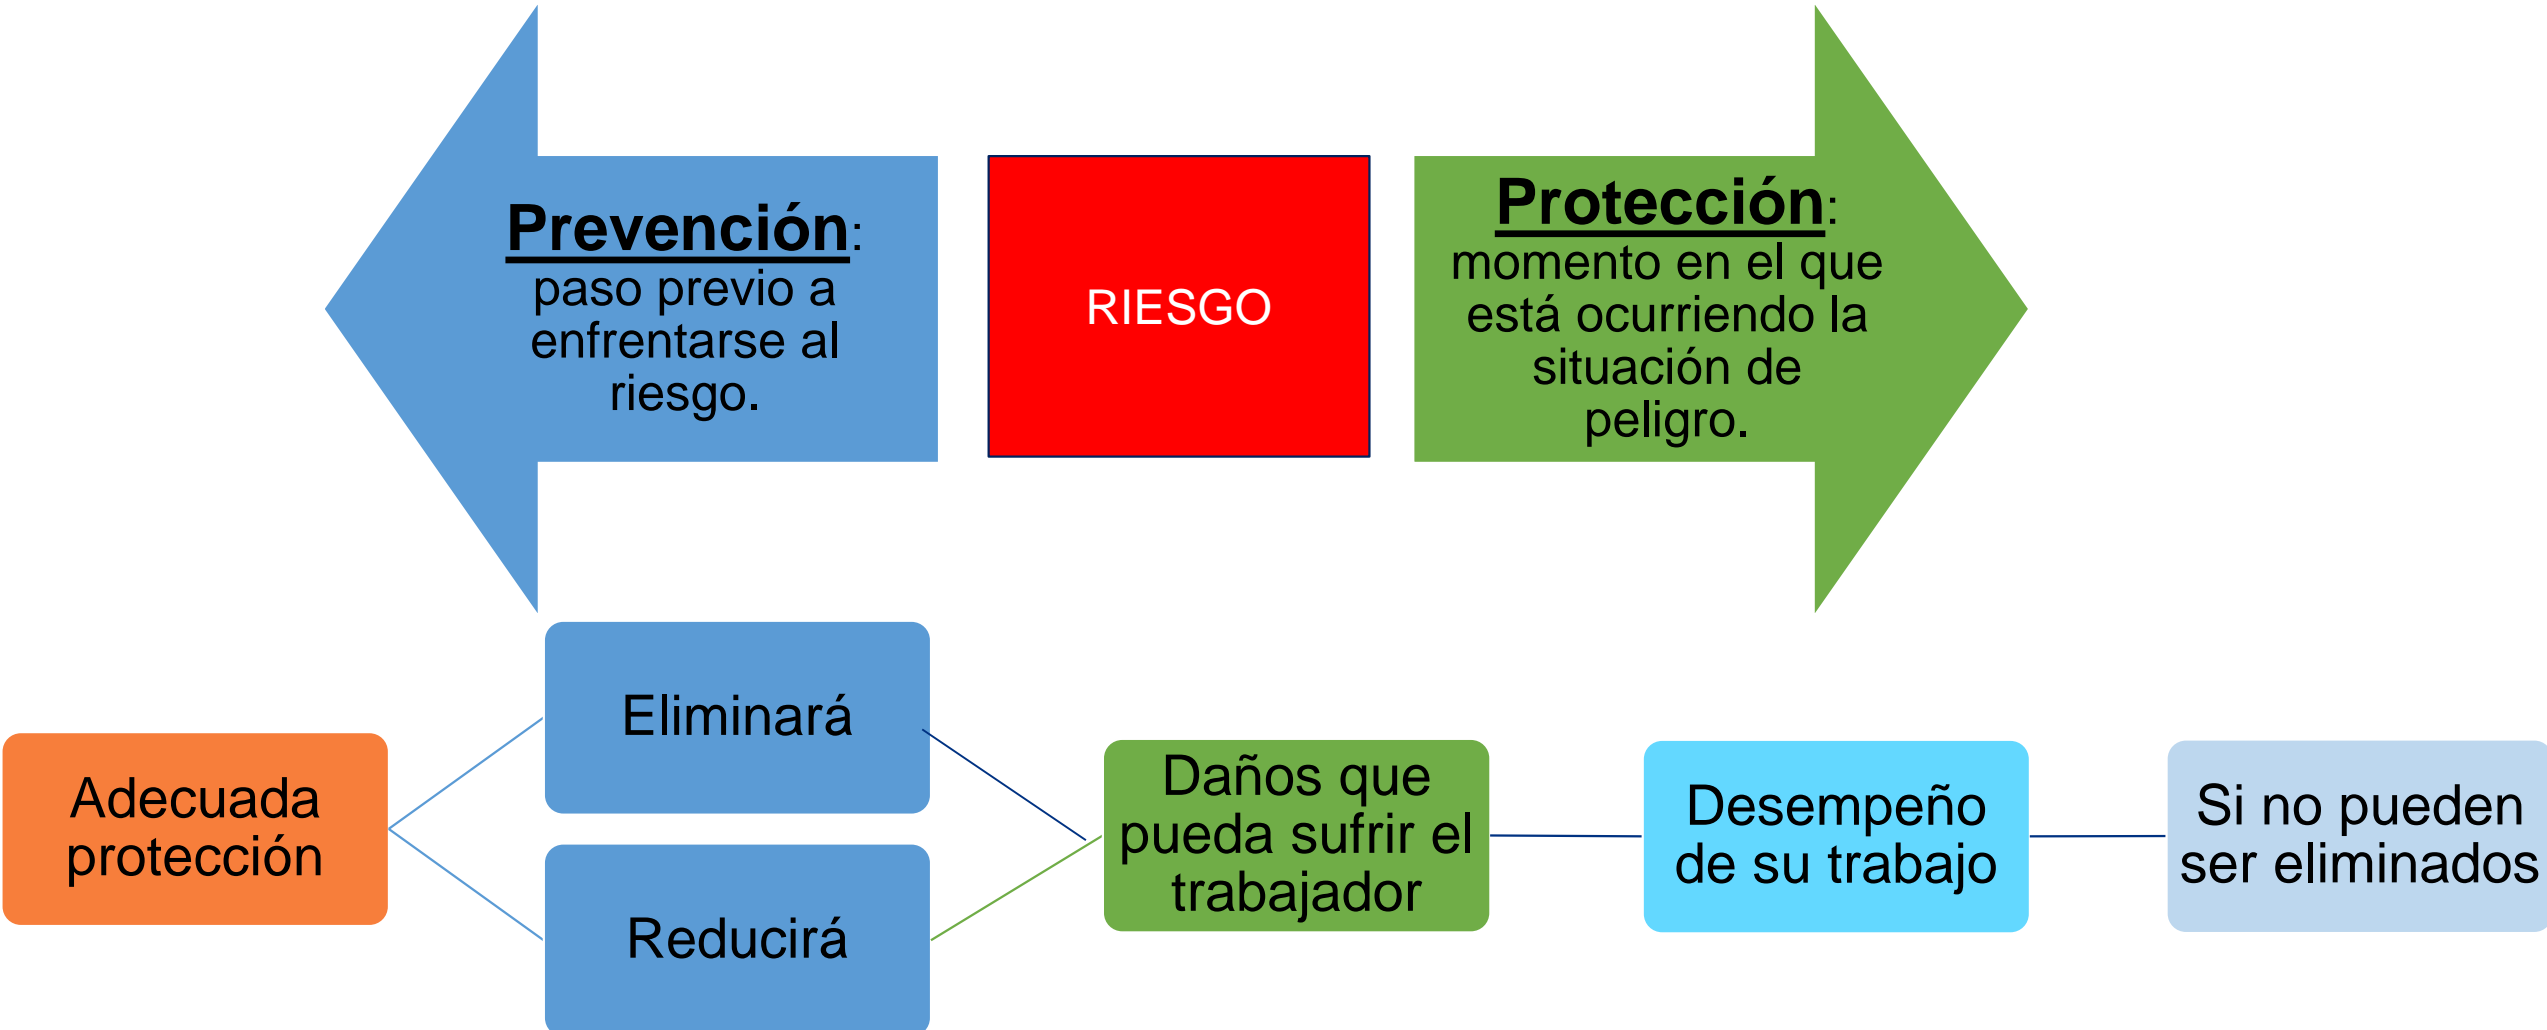 Prevención:
paso previo a
enfrentarse al
riesgo.
RIESGO
Protección:
momento en el que
está ocurriendo la
situación de
peligro.
Adecuada
protección
Eliminará
Reducirá
Daños que
pueda sufrir el
trabajador
Desempeño
de su trabajo
Si no pueden
ser eliminados